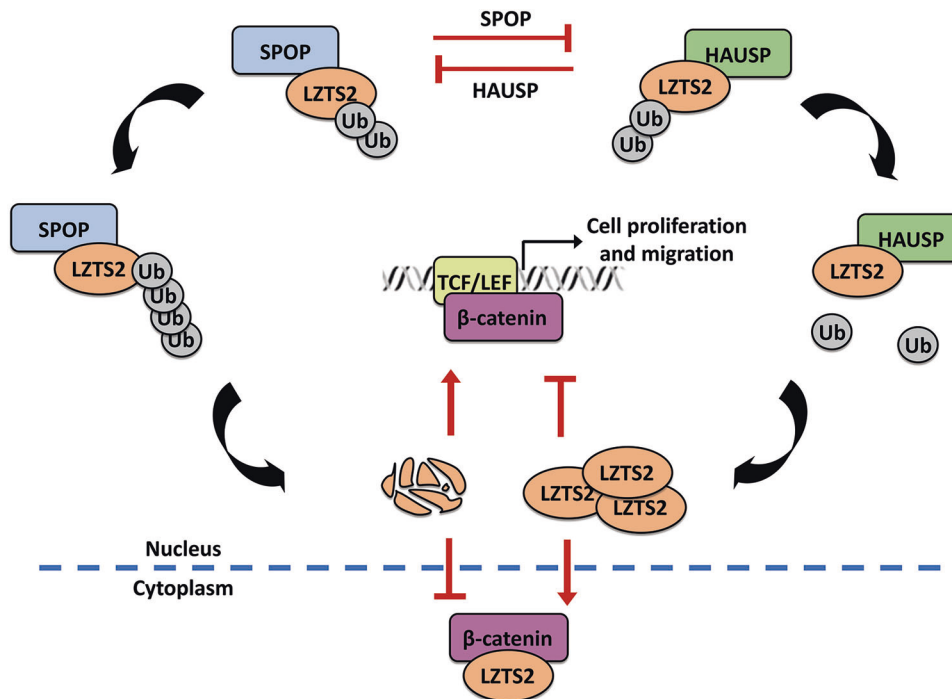 SPOP
SPOP
HAUSP
LZTS2
LZTS2
HAUSP
Ub
Ub
Ub
Ub
SPOP
Cell proliferation
and migration
HAUSP
LZTS2
Ub
LZTS2
TCF/LEF
Ub
β-catenin
Ub
Ub
Ub
Ub
LZTS2
LZTS2
LZTS2
Nucleus
Cytoplasm
β-catenin
LZTS2